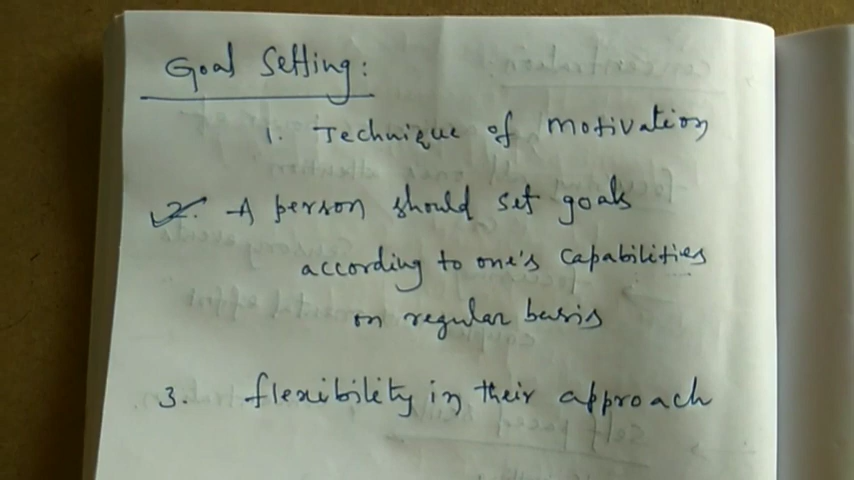 Goal Setting:
1. Technique of motivation
2. A person should set goals
according to one's capabilities
on regular basis
3. flexibility in their approach